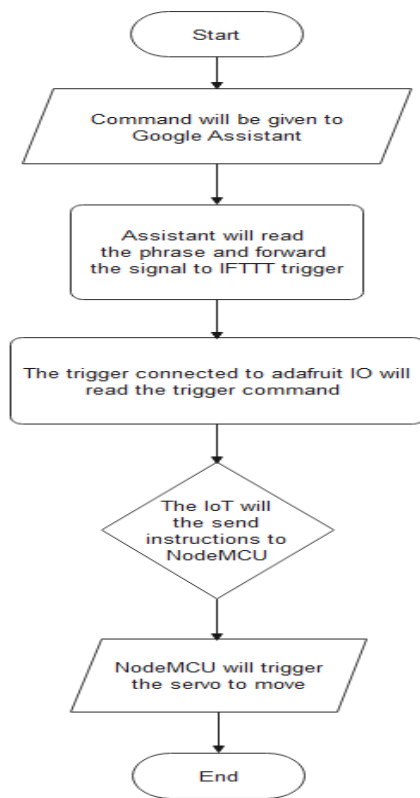 Start
Command will be given to
Google Assistant
Assistant will read
the phrase and forward
the signal to IFTTT trigger
The trigger connected to adafruit IO will
read the trigger command
The IoT will
the send
instructions to
NodeMCU
NodeMCU will trigger
the servo to move
End